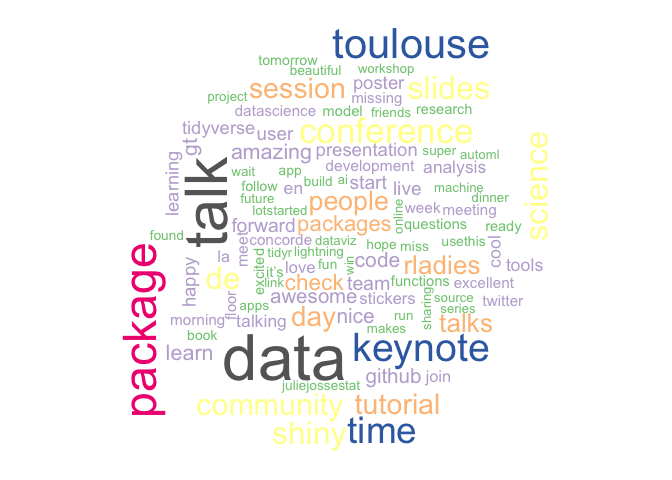 toulouse
tomorrow
beautiful
workshop
session
poster
slides
project
missing
datascience
model
friends
research
tidyverse
user
conference
gt
amazing
presentation
super
automl
science
learning
talk
wait
app
development
analysis
follow
en
build
ai
start
live
machine
future
people
dinner
lotstarted
online
week
meeting
forward
packages
questions
ready
found
la
meet
concorde
dataviz
hope
miss
usethis
cool
tidyr
lightning
excited
it's
love
fun
win
code
rladies
tools
package
happy
de
link
check
team
functions
excellent
floor
apps
awesome
stickers
sharing
source
twitter
series
morning
talking
day
nice
run
talks
book
makes
learn
data
keynote
juliejossestat
github
join
community
tutorial
shiny
time